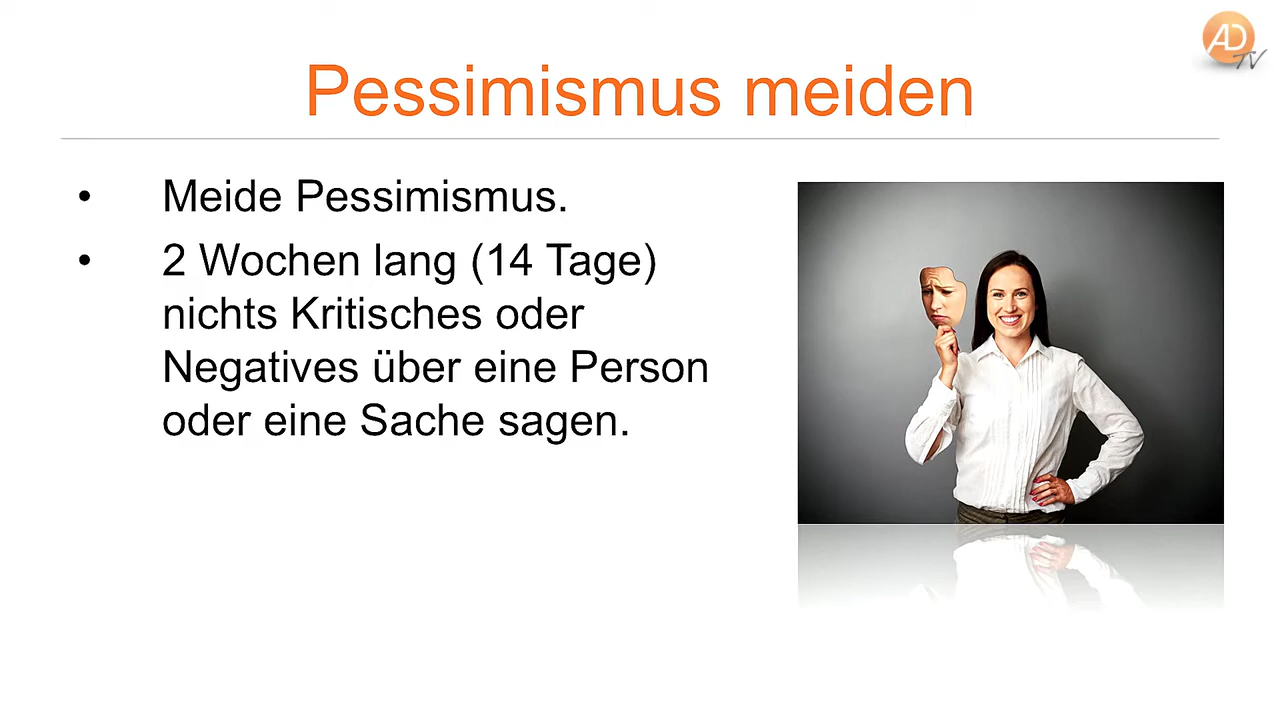 AD
TV
Pessimismus meiden
• Meide Pessimismus.
• 2 Wochen lang (14 Tage)
nichts Kritisches oder
Negatives über eine Person
oder eine Sache sagen.